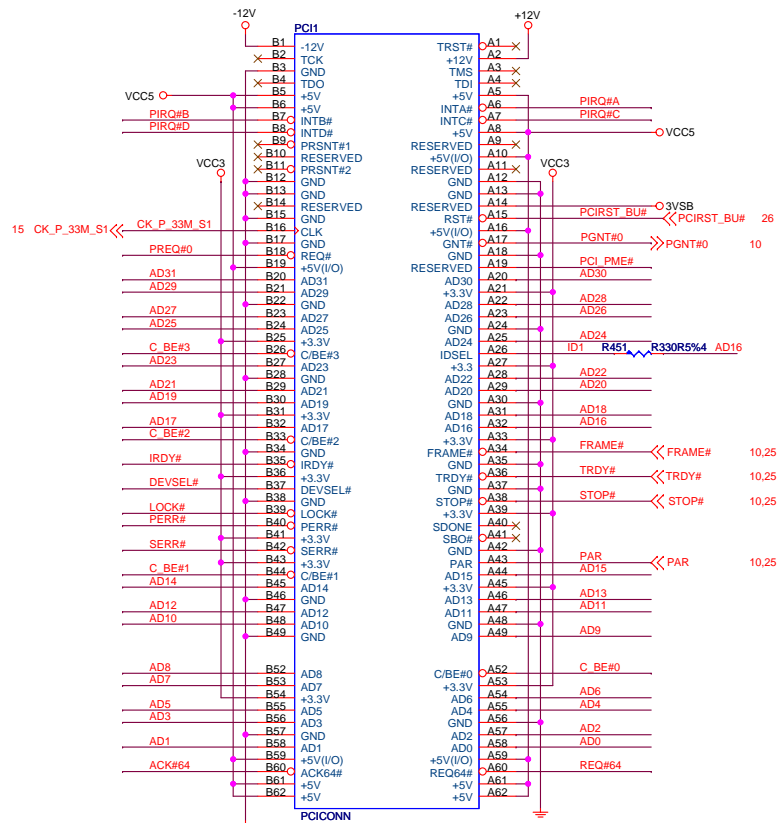 -12V +12V
PCI1
B1 -12V TRST# A1
B2 TCK +12V A2
B3 GND TMS A3
B4 TDO TDI A4
VCC5 B5 +5V +5V A5
B6 +5V INTA# A6 PIRQ#A
PIRQ#B B7 INTB# INTC# A7 PIRQ#C
PIRQ#D B8 INTD# +5V A8 VCC5
B9 PRSNT#1 RESERVED A9
B10 RESERVED +5V(I/O) A10
VCC3 B11 PRSNT#2 RESERVED A11 VCC3
B12 GND GND A12
B13 GND GND A13
B14 RESERVED RESERVED A14 3VSB
B15 GND RST# A15 PCIRST_BU# PCIRST_BU# 26
15 CK_P_33M_S1 CK_P_33M_S1 B16 CLK +5V(I/O) A16
B17 GND GNT# A17 PGNT#0 PGNT#0 10
PREQ#0 B18 REQ# GND A18
B19 +5V(I/O) RESERVED A19 PCI_PME#
AD31 B20 AD31 AD30 A20 AD30
AD29 B21 AD29 +3.3V A21
B22 GND AD28 A22 AD28
AD27 B23 AD27 AD26 A23 AD26
AD25 B24 AD25 GND A24
B25 +3.3V AD24 A25 AD24
C_BE#3 B26 C/BE#3 IDSEL A26 ID1 R451 R330R5%4 AD16
AD23 B27 AD23 +3.3 A27
B28 GND AD22 A28 AD22
AD21 B29 AD21 AD20 A29 AD20
AD19 B30 AD19 GND A30
B31 +3.3V AD18 A31 AD18
AD17 B32 AD17 AD16 A32 AD16
C_BE#2 B33 C/BE#2 +3.3V A33
B34 GND FRAME# A34 FRAME# FRAME# 10,25
IRDY# B35 IRDY# GND A35
B36 +3.3V TRDY# A36 TRDY# TRDY# 10,25
DEVSEL# B37 DEVSEL# GND A37
B38 GND STOP# A38 STOP# STOP# 10,25
LOCK# B39 LOCK# +3.3V A39
PERR# B40 PERR# SDONE A40
B41 +3.3V SBO# A41
SERR# B42 SERR# GND A42
B43 +3.3V PAR A43 PAR PAR 10,25
C_BE#1 B44 C/BE#1 AD15 A44 AD15
AD14 B45 AD14 +3.3V A45
B46 GND AD13 A46 AD13
AD12 B47 AD12 AD11 A47 AD11
AD10 B48 AD10 GND A48
B49 GND AD9 A49 AD9
AD8 B52 AD8 C/BE#0 A52 C_BE#0
AD7 B53 AD7 +3.3V A53
B54 +3.3V AD6 A54 AD6
AD5 B55 AD5 AD4 A55 AD4
AD3 B56 AD3 GND A56
B57 GND AD2 A57 AD2
AD1 B58 AD1 AD0 A58 AD0
B59 +5V(I/O) +5V(I/O) A59
ACK#64 B60 ACK64# REQ64# A60 REQ#64
B61 +5V +5V A61
B62 +5V +5V A62
PCICONN